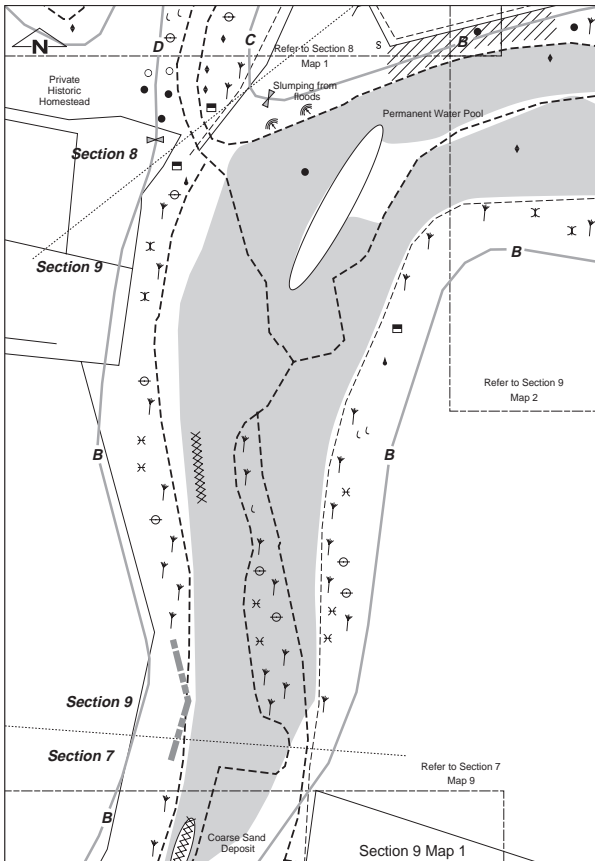 N
D
C
B
S
Refer to Section 8
Map 1
Private
Historic
Homestead
Slumping from
floods
Permanent Water Pool
Section 8
Section 9
B
Refer to Section 9
Map 2
B
B
Section 9
Section 7
Refer to Section 7
Map 9
B
Coarse Sand
Deposit
Section 9 Map 1